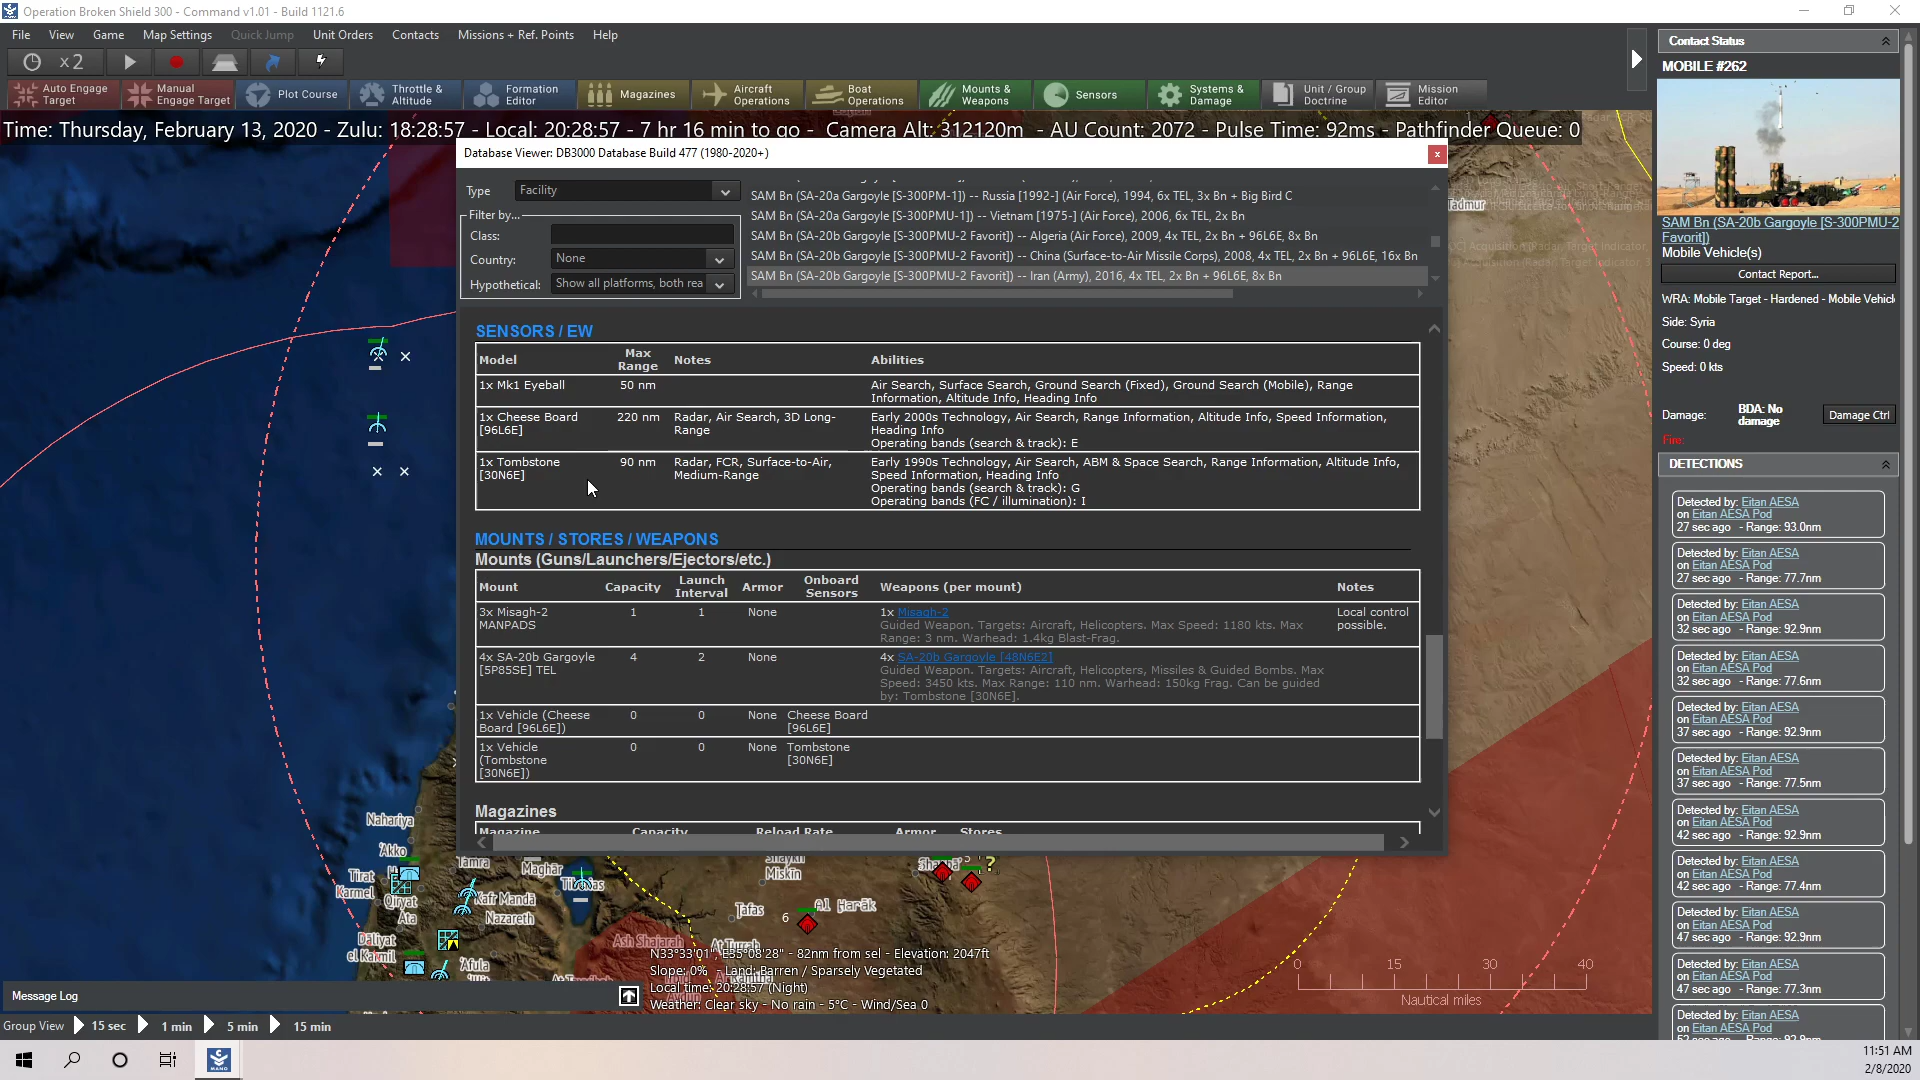 Operation Broken Shield 300 - Command v1.01 - Build 1121.6
File View Game Map Settings Quick Jump Unit Orders Contacts Missions + Ref. Points Help
x 2
Auto Engage Target
Manual Engage Target
Plot Course
Throttle & Altitude
Formation Editor
Magazines
Aircraft Operations
Boat Operations
Mounts & Weapons
Sensors
Systems & Damage
Unit / Group Doctrine
Mission Editor
Time: Thursday, February 13, 2020 - Zulu: 18:28:57 - Local: 20:28:57 - 7 hr 16 min to go - Camera Alt: 312120m - AU Count: 2072 - Pulse Time: 92ms - Pathfinder Queue: 0
Database Viewer: DB3000 Database Build 477 (1980-2020+)
Type Facility
Filter by...
Class:
Country: None
Hypothetical: Show all platforms, both rea
SAM Bn (SA-20a Gargoyle [S-300PM-1]) -- Russia [1992-] (Air Force), 1994, 6x TEL, 3x Bn + Big Bird C
SAM Bn (SA-20a Gargoyle [S-300PMU-1]) -- Vietnam [1975-] (Air Force), 2006, 6x TEL, 2x Bn
SAM Bn (SA-20b Gargoyle [S-300PMU-2 Favorit]) -- Algeria (Air Force), 2009, 4x TEL, 2x Bn + 96L6E, 8x Bn
SAM Bn (SA-20b Gargoyle [S-300PMU-2 Favorit]) -- China (Surface-to-Air Missile Corps), 2008, 4x TEL, 2x Bn + 96L6E, 16x Bn
SAM Bn (SA-20b Gargoyle [S-300PMU-2 Favorit]) -- Iran (Army), 2016, 4x TEL, 2x Bn + 96L6E, 8x Bn
SENSORS / EW
Model Max Range Notes Abilities
1x Mk1 Eyeball 50 nm Air Search, Surface Search, Ground Search (Fixed), Ground Search (Mobile), Range
Information, Altitude Info, Heading Info
1x Cheese Board 220 nm Radar, Air Search, 3D Long- Early 2000s Technology, Air Search, Range Information, Altitude Info, Speed Information,
[96L6E] Range Heading Info
Operating bands (search & track): E
1x Tombstone 90 nm Radar, FCR, Surface-to-Air, Early 1990s Technology, Air Search, ABM & Space Search, Range Information, Altitude Info,
[30N6E] Medium-Range Speed Information, Heading Info
Operating bands (search & track): G
Operating bands (FC / illumination): I
MOUNTS / STORES / WEAPONS
Mounts (Guns/Launchers/Ejectors/etc.)
Mount Capacity Launch Interval Armor Onboard Sensors Weapons (per mount) Notes
3x Misagh-2 1 1 None 1x Misagh-2 Local control
MANPADS Guided Weapon. Targets: Aircraft, Helicopters. Max Speed: 1180 kts. Max possible.
Range: 3 nm. Warhead: 1.4kg Blast-Frag.
4x SA-20b Gargoyle 4 2 None 4x SA-20b Gargoyle [48N6E2]
[5P85SE] TEL Guided Weapon. Targets: Aircraft, Helicopters, Missiles & Guided Bombs. Max
Speed: 3450 kts. Max Range: 110 nm. Warhead: 150kg Frag. Can be guided
by: Tombstone [30N6E].
1x Vehicle (Cheese 0 0 None Cheese Board
Board [96L6E]) [96L6E]
1x Vehicle 0 0 None Tombstone
(Tombstone [30N6E]
[30N6E])
Magazines
Magazine Capacity Reload Rate Armor Stores
Tadmur
Nahariya
'Akko
Tamra
Maghār
Tirat
Karmel
Qiryat
Ata
Kafr Mandā
Nazareth
Dāliyat
el Karmil
'Afula
Shaykh
Miskīn
Tafas
6
Al Harāk
5
?
Ash Shajarah
At Turrah
N33°33'01", E35°08'28" - 82nm from sel - Elevation: 2047ft
Slope: 0% - Land: Barren / Sparsely Vegetated
Local time: 20:28:57 (Night)
Weather: Clear sky - No rain - 5°C - Wind/Sea 0
0 15 30 40
Nautical miles
Message Log
Group View 15 sec 1 min 5 min 15 min
Contact Status
MOBILE #262
SAM Bn (SA-20b Gargoyle [S-300PMU-2
Favorit])
Mobile Vehicle(s)
Contact Report...
WRA: Mobile Target - Hardened - Mobile Vehicl
Side: Syria
Course: 0 deg
Speed: 0 kts
Damage: BDA: No damage Damage Ctrl
Fire:
DETECTIONS
Detected by: Eitan AESA
on Eitan AESA Pod
27 sec ago - Range: 93.0nm
Detected by: Eitan AESA
on Eitan AESA Pod
27 sec ago - Range: 77.7nm
Detected by: Eitan AESA
on Eitan AESA Pod
32 sec ago - Range: 92.9nm
Detected by: Eitan AESA
on Eitan AESA Pod
32 sec ago - Range: 77.6nm
Detected by: Eitan AESA
on Eitan AESA Pod
37 sec ago - Range: 92.9nm
Detected by: Eitan AESA
on Eitan AESA Pod
37 sec ago - Range: 77.5nm
Detected by: Eitan AESA
on Eitan AESA Pod
42 sec ago - Range: 92.9nm
Detected by: Eitan AESA
on Eitan AESA Pod
42 sec ago - Range: 77.4nm
Detected by: Eitan AESA
on Eitan AESA Pod
47 sec ago - Range: 92.9nm
Detected by: Eitan AESA
on Eitan AESA Pod
47 sec ago - Range: 77.3nm
Detected by: Eitan AESA
on Eitan AESA Pod
11:51 AM
2/8/2020